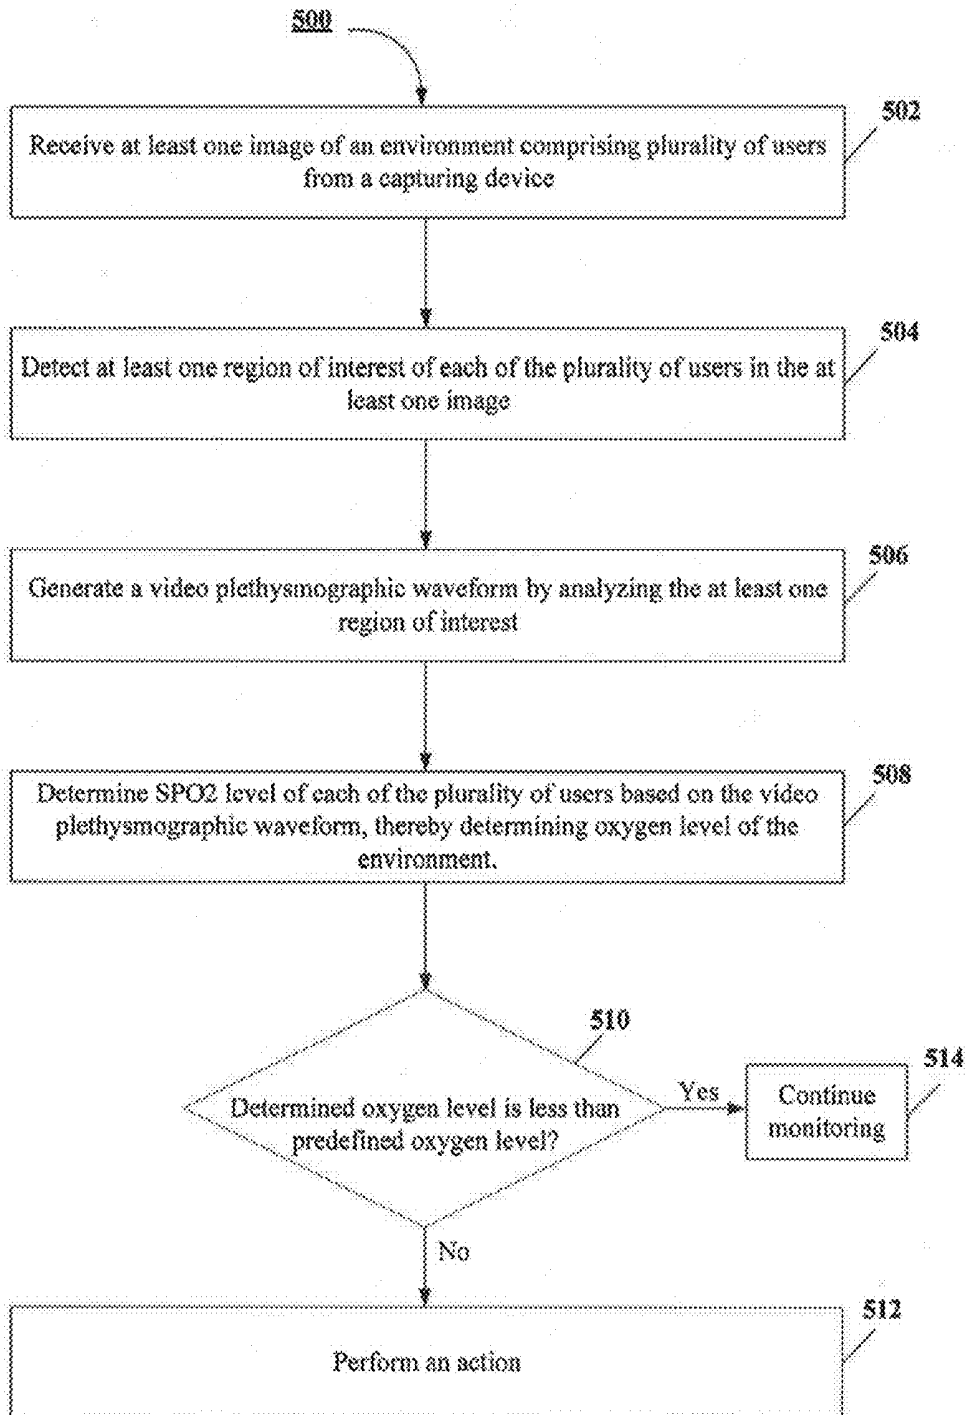 500
502
Receive at least one image of an environment comprising plurality of users
from a capturing device
504
Detect at least one region of interest of each of the plurality of users in the at
least one image
506
Generate a video plethysmographic waveform by analyzing the at least one
region of interest
508
Determine SPO2 level of each of the plurality of users based on the video
plethysmographic waveform, thereby determining oxygen level of the
environment.
510
Determined oxygen level is less than
predefined oxygen level?
Yes
514
Continue
monitoring
No
512
Perform an action